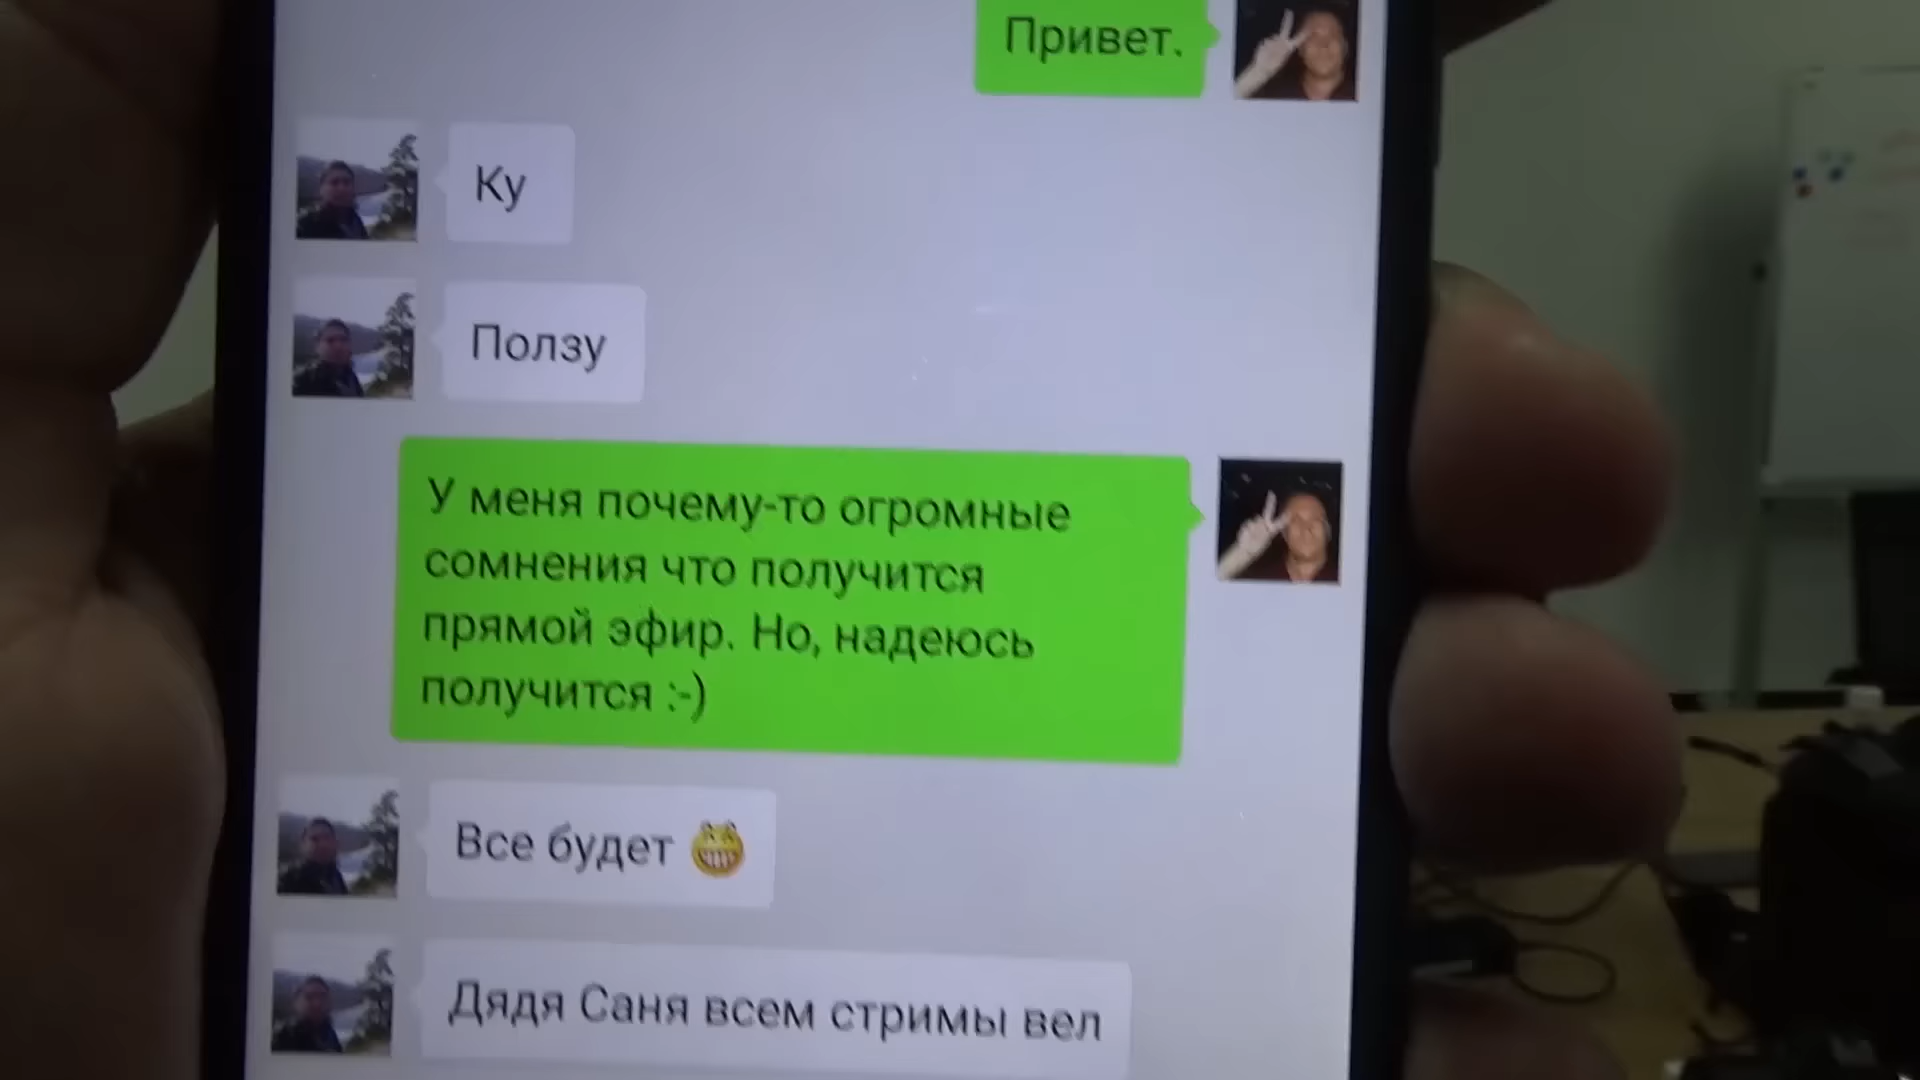 Привет.
Ку
Ползу
У меня почему-то огромные
сомнения что получится
прямой эфир. Но, надеюсь
получится :-)
Все будет 😁
Дядя Саня всем стримы вел